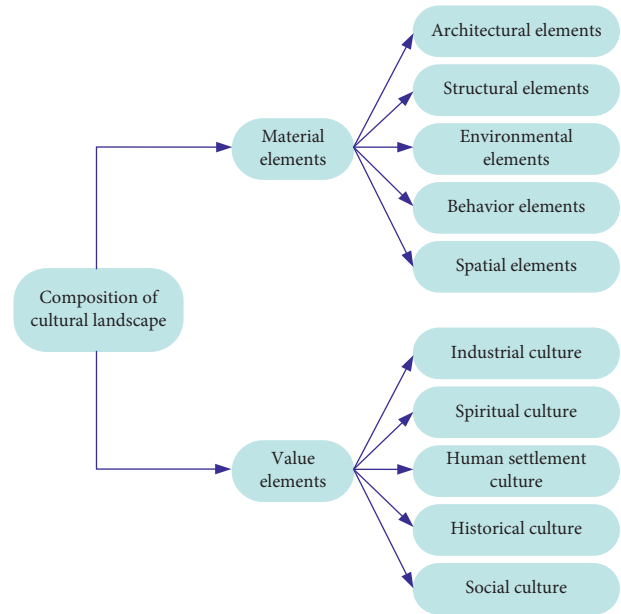 Architectural elements
Structural elements
Material
elements
Environmental
elements
Behavior elements
Spatial elements
Composition of
cultural landscape
Industrial culture
Spiritual culture
Value
elements
Human settlement
culture
Historical culture
Social culture